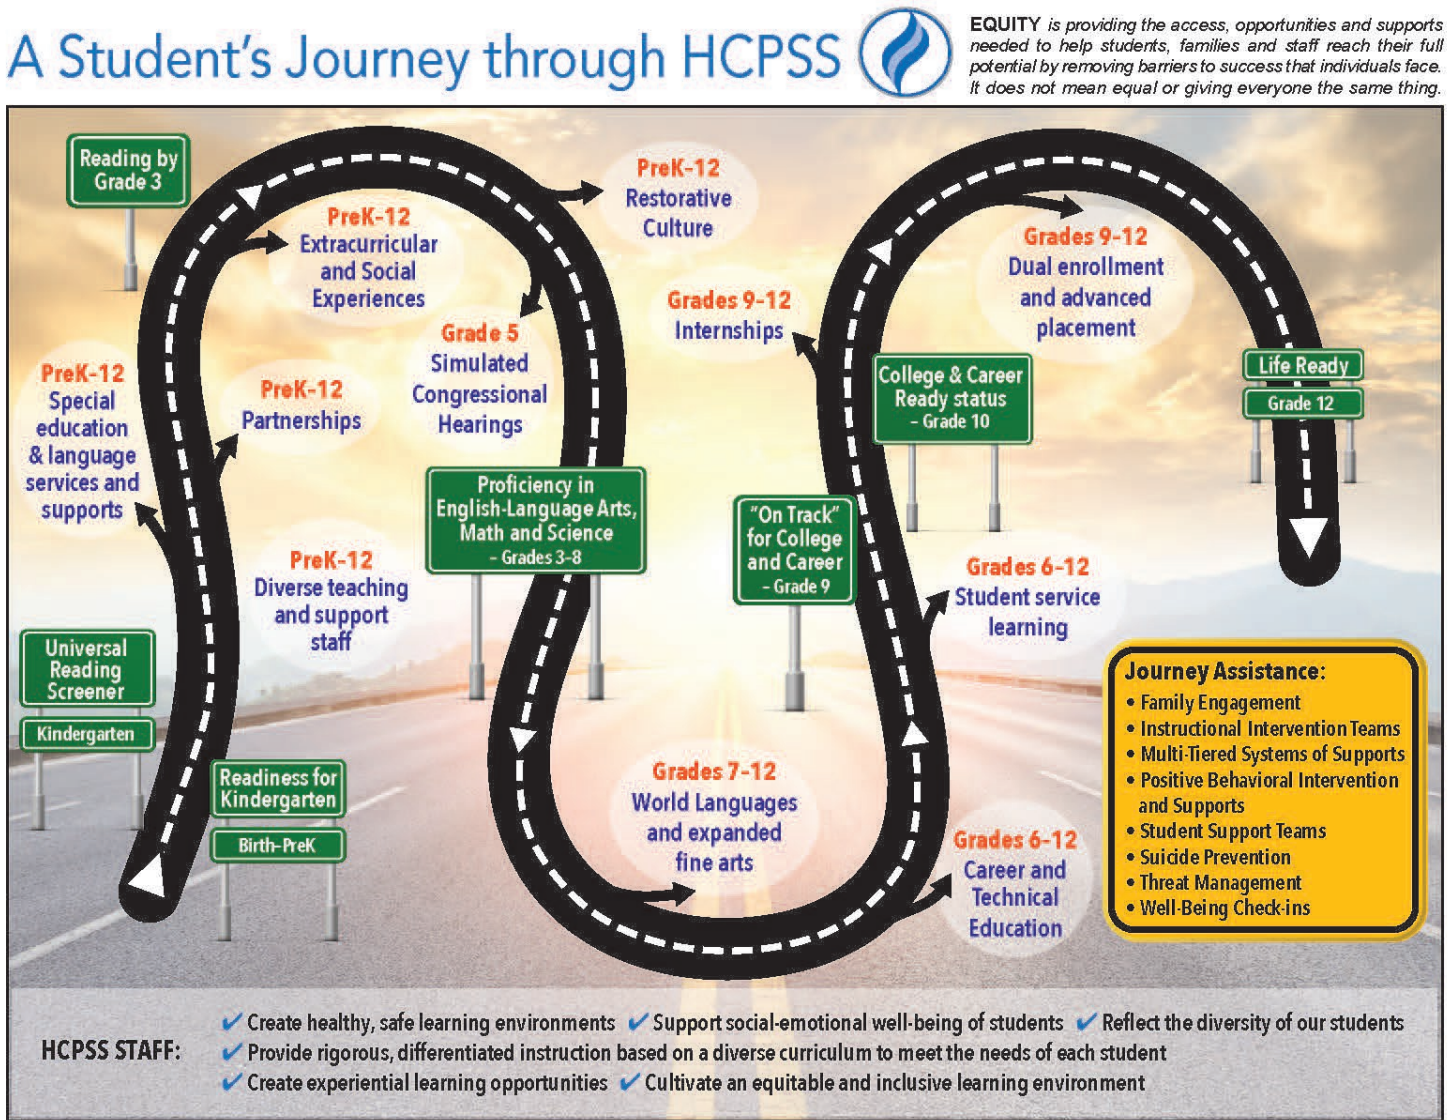 A Student's Journey through HCPSS
EQUITY is providing the access, opportunities and supports
needed to help students, families and staff reach their full
potential by removing barriers to success that individuals face.
It does not mean equal or giving everyone the same thing.
Reading by
Grade 3
PreK–12
Extracurricular
and Social
Experiences
PreK–12
Restorative
Culture
Grade 5
Simulated
Congressional
Hearings
PreK–12
Special
education
& language
services and
supports
PreK–12
Partnerships
PreK–12
Diverse teaching
and support
staff
Universal
Reading
Screener
Kindergarten
Readiness for
Kindergarten
Birth–PreK
Proficiency in
English-Language Arts,
Math and Science
– Grades 3–8
Grades 7–12
World Languages
and expanded
fine arts
Grades 9–12
Internships
Grades 9–12
Dual enrollment
and advanced
placement
College & Career
Ready status
– Grade 10
"On Track"
for College
and Career
– Grade 9
Grades 6–12
Student service
learning
Grades 6–12
Career and
Technical
Education
Life Ready
Grade 12
Journey Assistance:
• Family Engagement
• Instructional Intervention Teams
• Multi-Tiered Systems of Supports
• Positive Behavioral Intervention
and Supports
• Student Support Teams
• Suicide Prevention
• Threat Management
• Well-Being Check-ins
HCPSS STAFF:
✔ Create healthy, safe learning environments ✔ Support social-emotional well-being of students ✔ Reflect the diversity of our students
✔ Provide rigorous, differentiated instruction based on a diverse curriculum to meet the needs of each student
✔ Create experiential learning opportunities ✔ Cultivate an equitable and inclusive learning environment